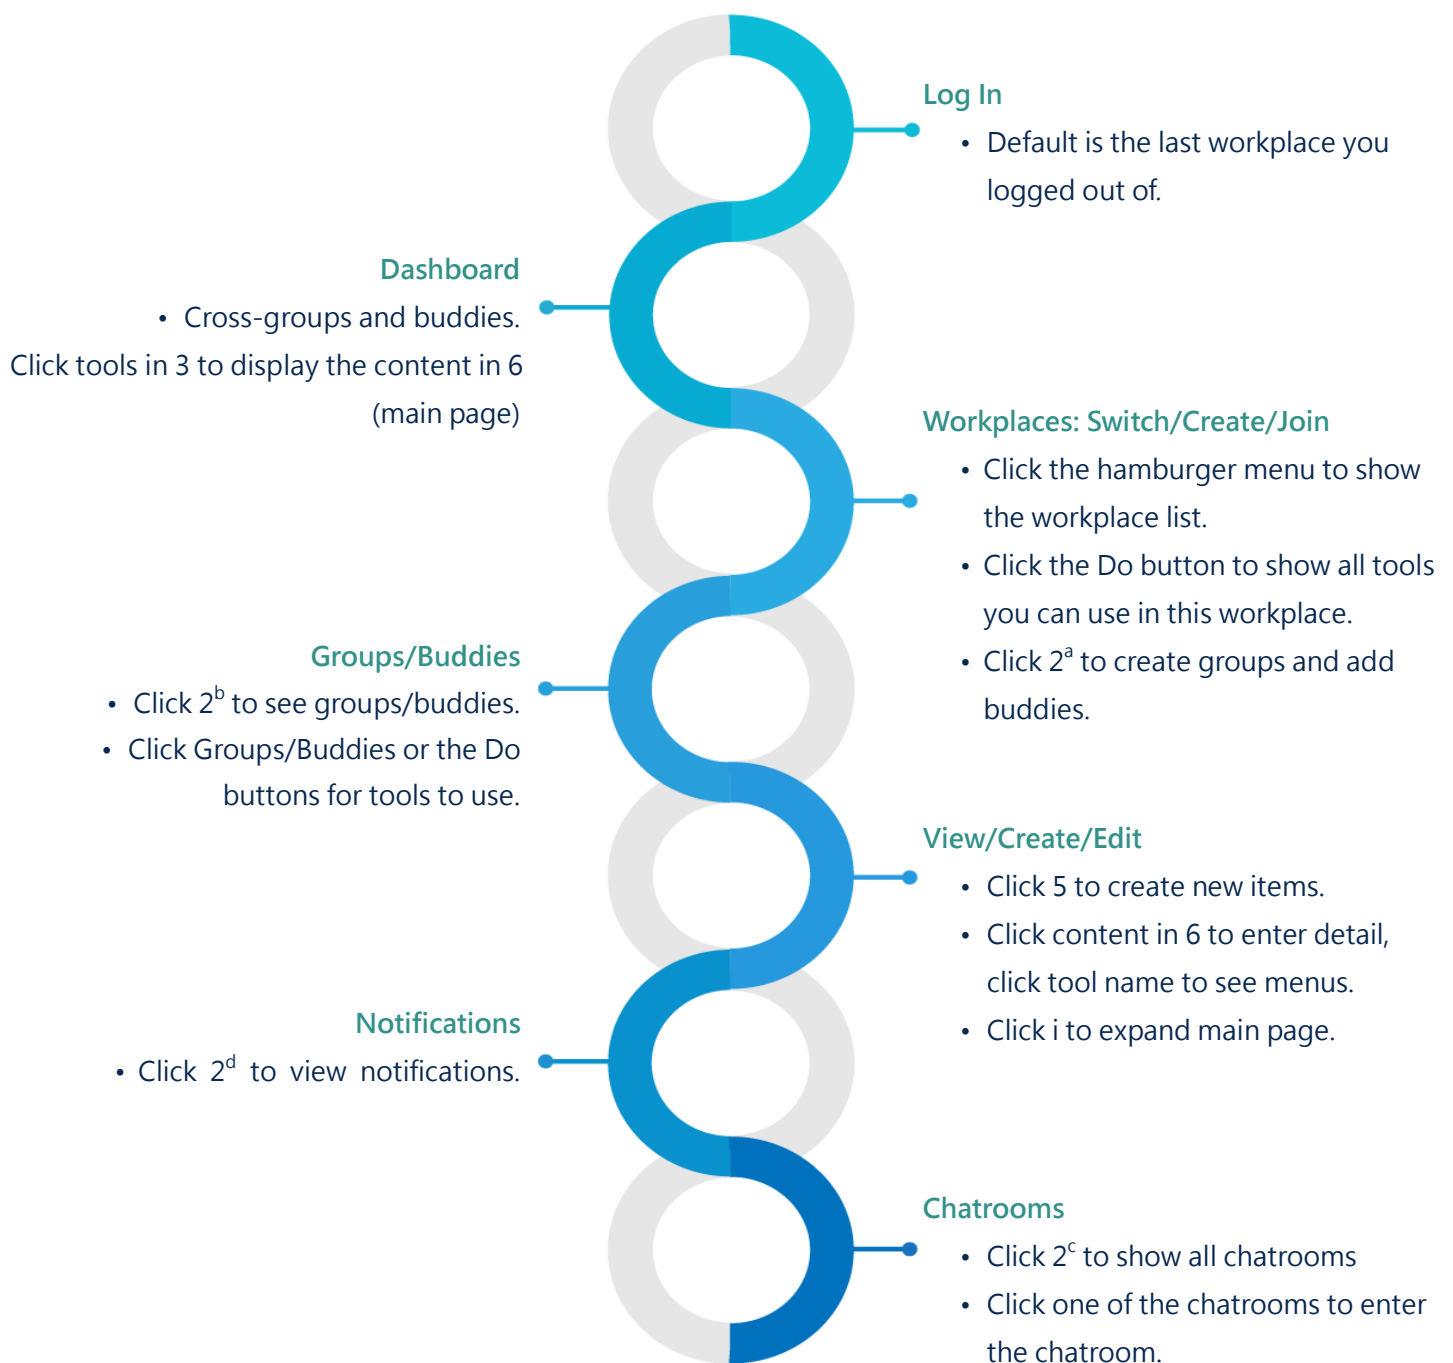 Log In
• Default is the last workplace you
logged out of.
Dashboard
• Cross-groups and buddies.
Click tools in 3 to display the content in 6
(main page)
Workplaces: Switch/Create/Join
• Click the hamburger menu to show
the workplace list.
• Click the Do button to show all tools
you can use in this workplace.
• Click 2ᵃ to create groups and add
buddies.
Groups/Buddies
• Click 2ᵇ to see groups/buddies.
• Click Groups/Buddies or the Do
buttons for tools to use.
View/Create/Edit
• Click 5 to create new items.
• Click content in 6 to enter detail,
click tool name to see menus.
• Click i to expand main page.
Notifications
• Click 2ᵈ to view notifications.
Chatrooms
• Click 2ᶜ to show all chatrooms
• Click one of the chatrooms to enter
the chatroom.